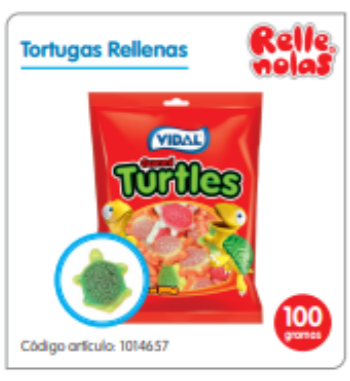 Tortugas Rellenas
Relle
nolas
VIDAL
Turtles
100
gramos
Código artículo: 1014657